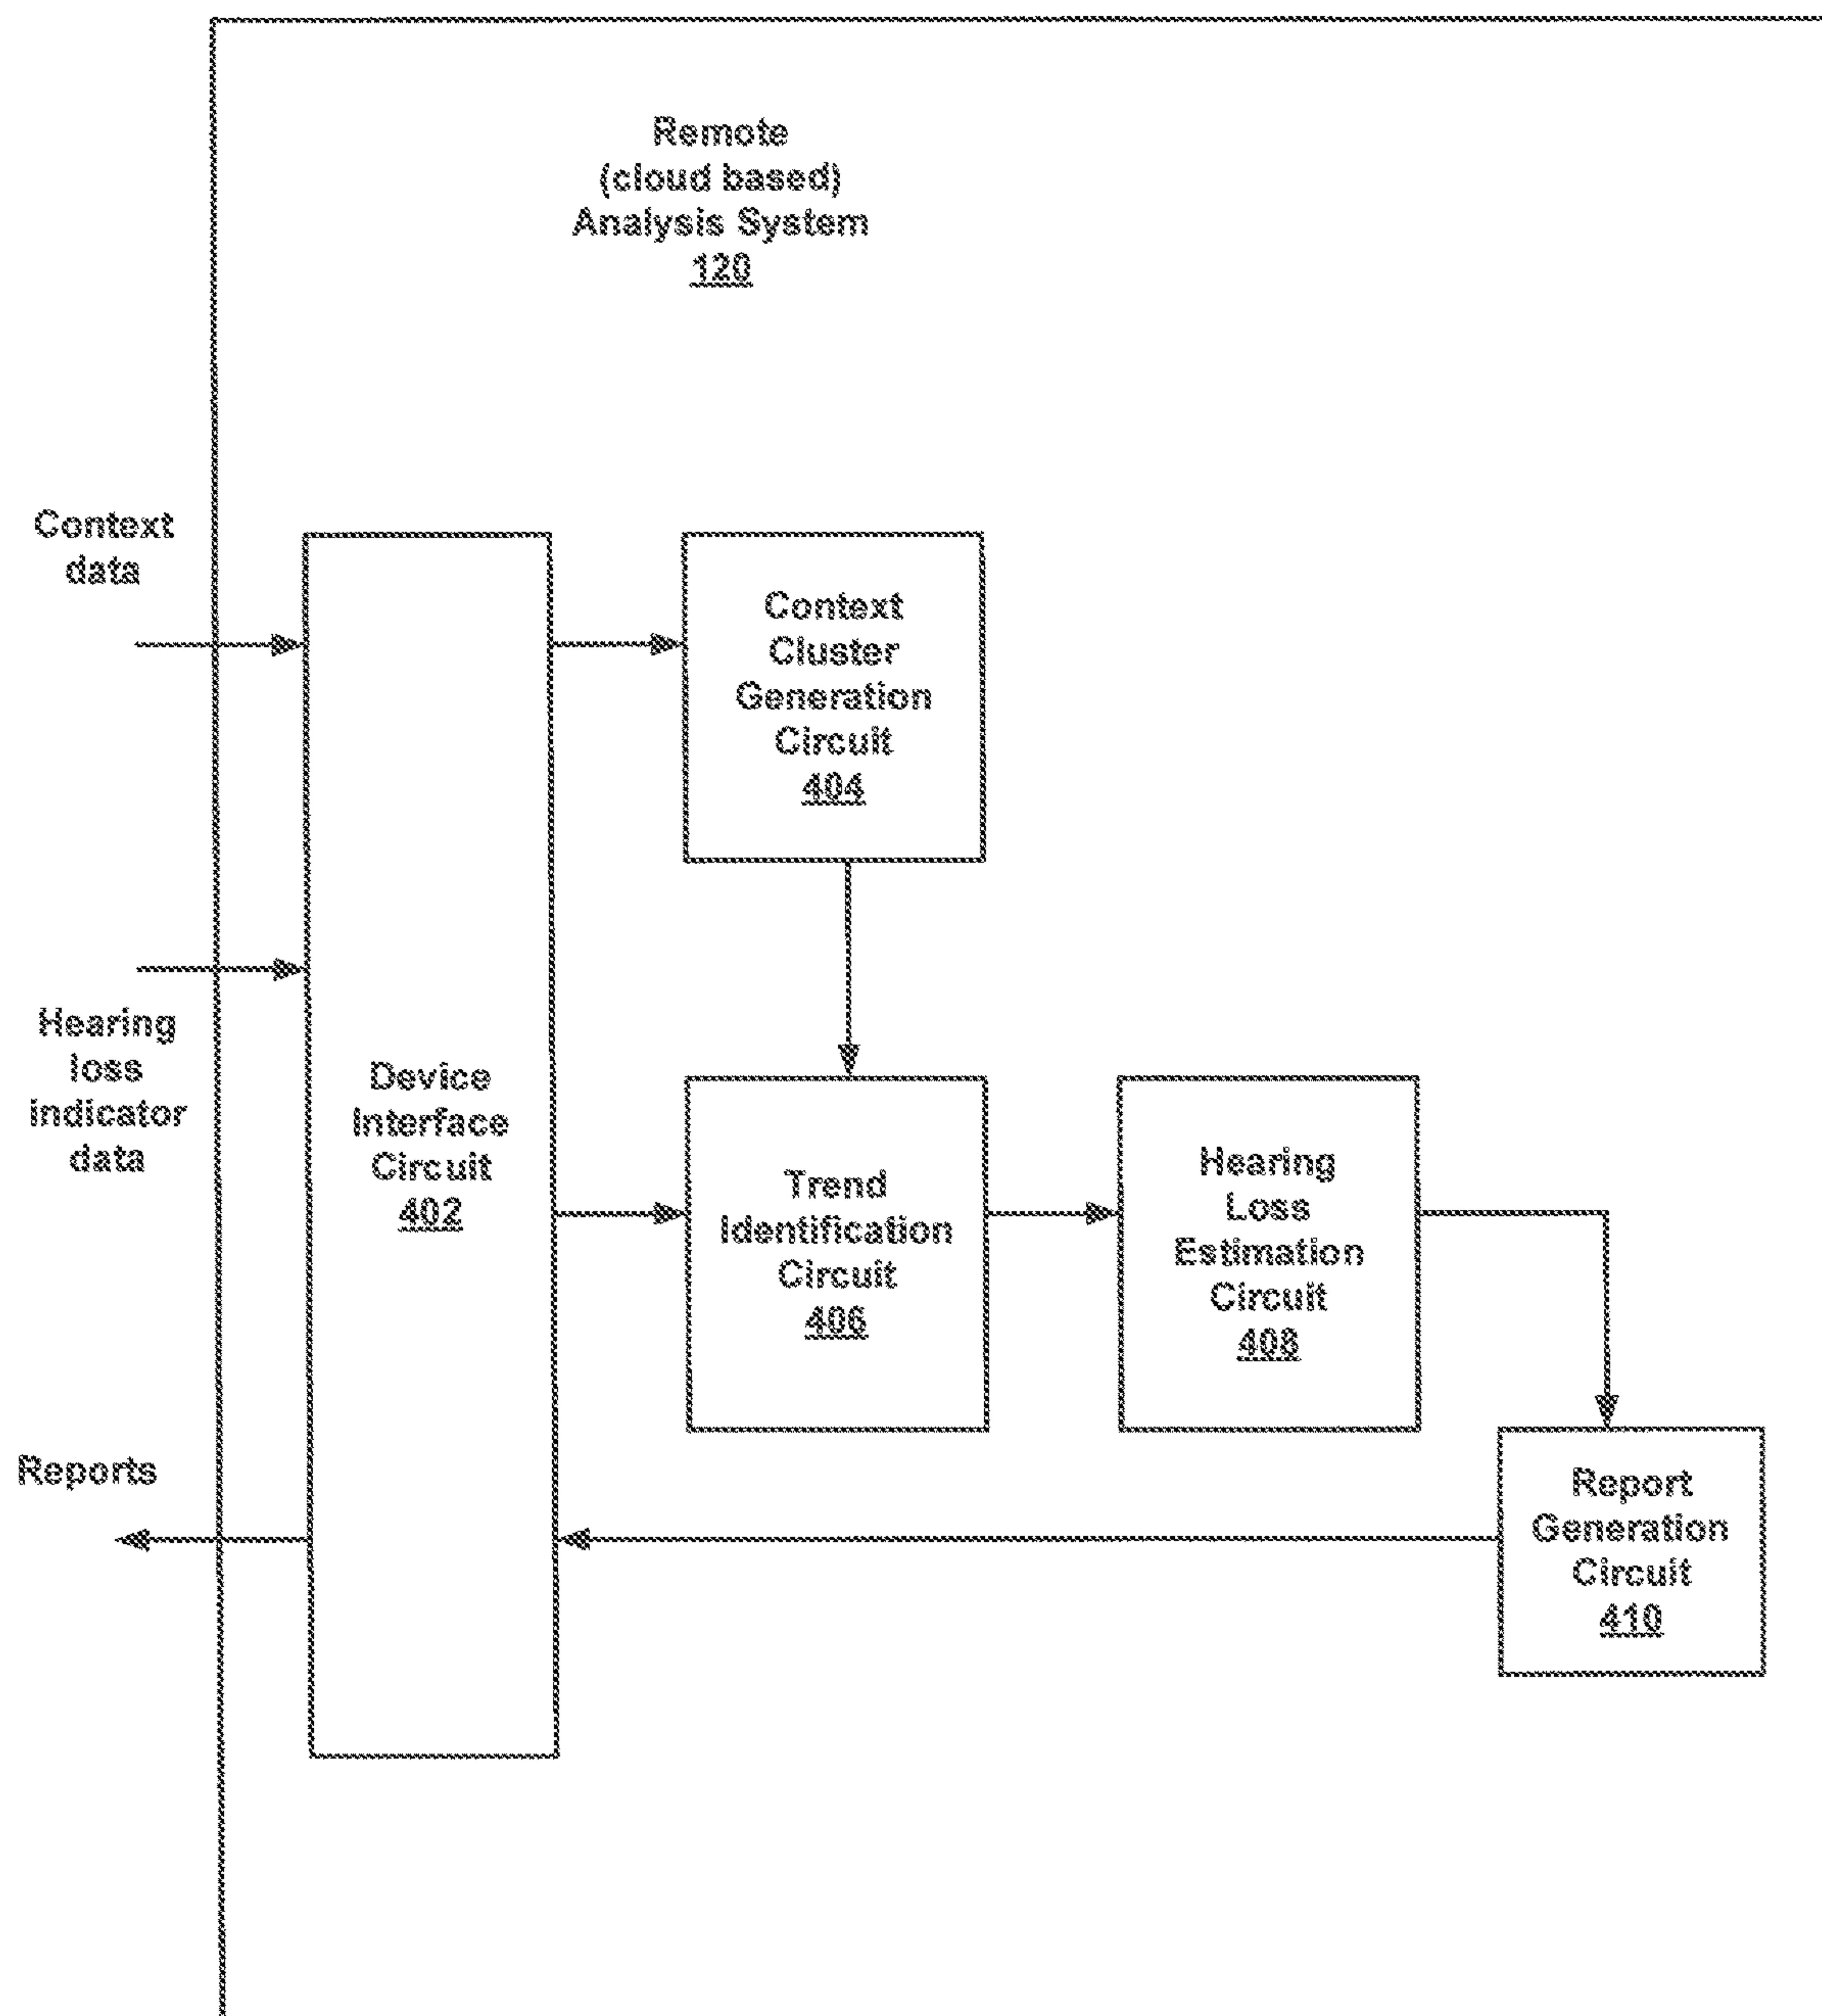 Remote
(cloud based)
Analysis System
120
Context
data
Context
Cluster
Generation
Circuit
404
Hearing
loss
indicator
data
Device
Interface
Circuit
402
Trend
Identification
Circuit
406
Hearing
Loss
Estimation
Circuit
408
Reports
Report
Generation
Circuit
410